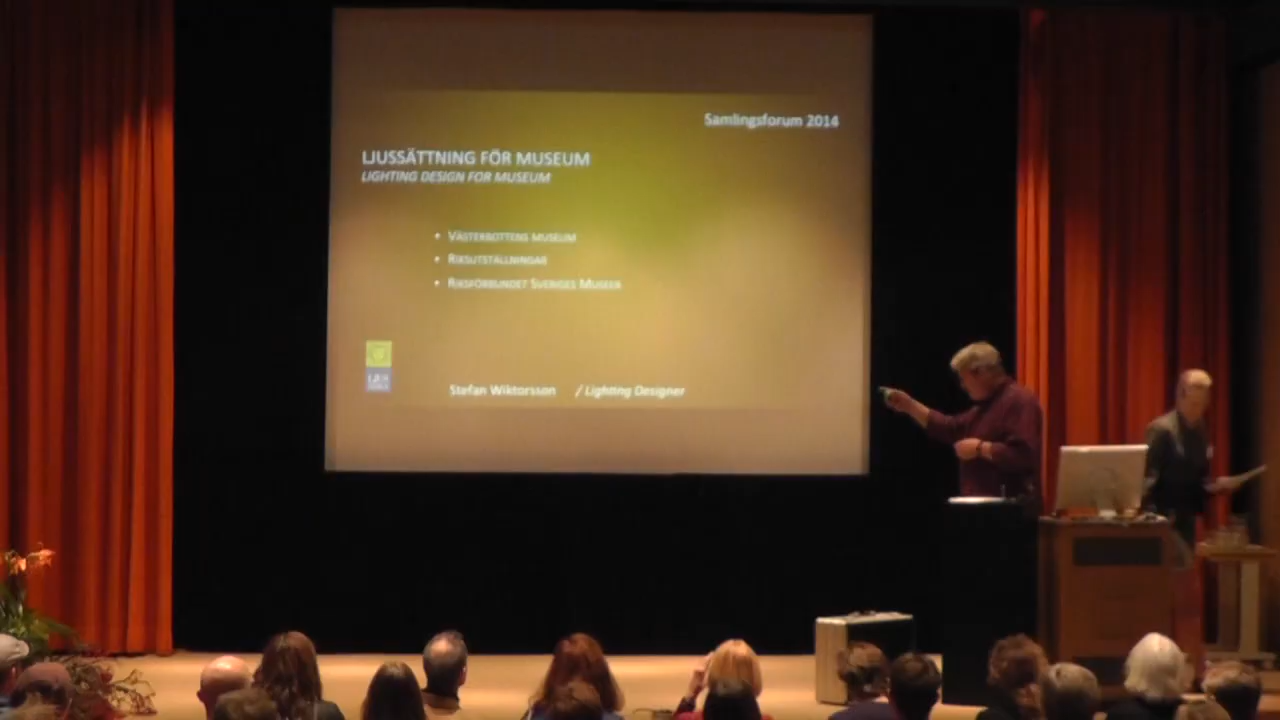 Samlingsforum 2014
LJUSSÄTTNING FÖR MUSEUM
LIGHTING DESIGN FOR MUSEUM
• VÄSTERBOTTENS MUSEUM
• RIKSUTSTÄLLNINGAR
• RIKSFÖRBUNDET SVERIGES MUSEER
Stefan Wiktorsson / Lighting Designer